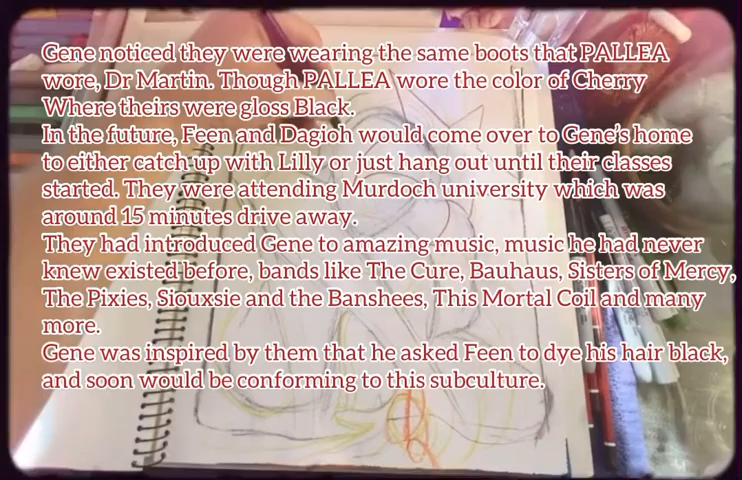 Gene noticed they were wearing the same boots that PALLEA
wore, Dr Martin. Though PALLEA wore the color of Cherry
Where theirs were gloss Black.
In the future, Feen and Dagioh would come over to Gene's home
to either catch up with Lilly or just hang out until their classes
started. They were attending Murdoch university which was
around 15 minutes drive away.
They had introduced Gene to amazing music, music he had never
knew existed before, bands like The Cure, Bauhaus, Sisters of Mercy,
The Pixies, Siouxsie and the Banshees, This Mortal Coil and many
more.
Gene was inspired by them that he asked Feen to dye his hair black,
and soon would be conforming to this subculture.